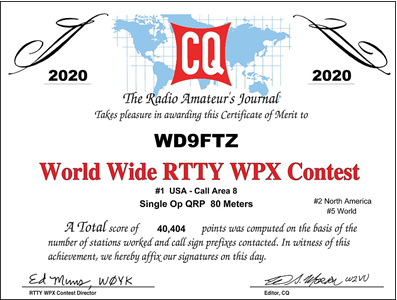 CQ
2020
2020
The Radio Amateur's Journal
Takes pleasure in awarding this Certificate of Merit to
WD9FTZ
World Wide RTTY WPX Contest
#1 USA - Call Area 8
Single Op QRP 80 Meters
#2 North America
#5 World
A Total score of 40,404 points was computed on the basis of the
number of stations worked and call sign prefixes contacted. In witness of this
achievement, we hereby affix our signatures on this day.
Ed Muns, WØYK
W2VU
RTTY WPX Contest Director
Editor, CQ